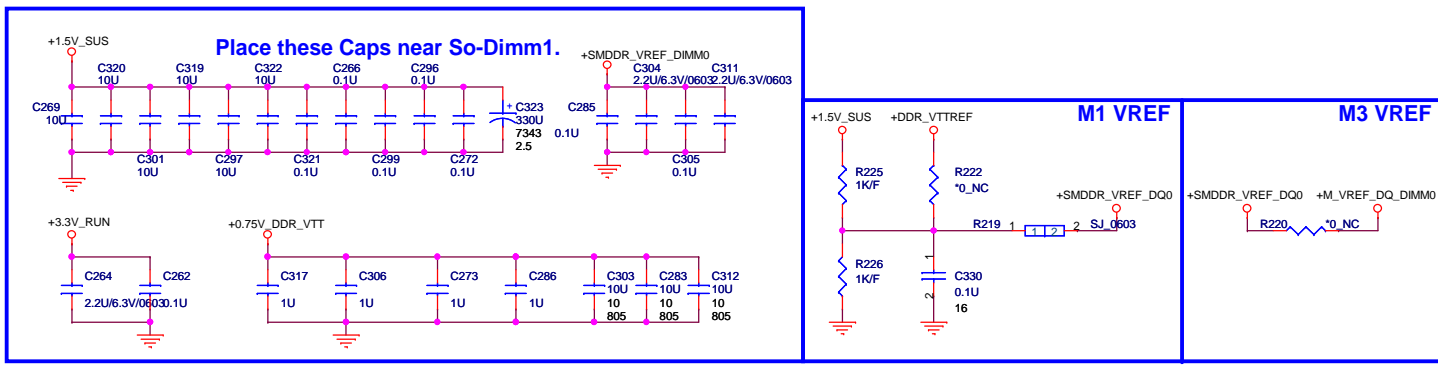 Place these Caps near So-Dimm1.
+1.5V_SUS
C320
10U
C319
10U
C322
10U
C266
0.1U
C296
0.1U
C269
10U
C323
+
330U
7343
2.5
C301
10U
C297
10U
C321
0.1U
C299
0.1U
C272
0.1U
+SMDDR_VREF_DIMM0
C304
2.2U/6.3V/0603
C311
2.2U/6.3V/0603
C285
0.1U
C305
0.1U
+3.3V_RUN
C264
2.2U/6.3V/0603
C262
0.1U
+0.75V_DDR_VTT
C317
1U
C306
1U
C273
1U
C286
1U
C303
10U
10
805
C283
10U
10
805
C312
10U
10
805
M1 VREF
+1.5V_SUS
+DDR_VTTREF
R225
1K/F
R222
*0_NC
+SMDDR_VREF_DQ0
R219
1
1 2
2
SJ_0603
R226
1K/F
1
C330
0.1U
16
2
M3 VREF
+SMDDR_VREF_DQ0
+M_VREF_DQ_DIMM0
R220
*0_NC